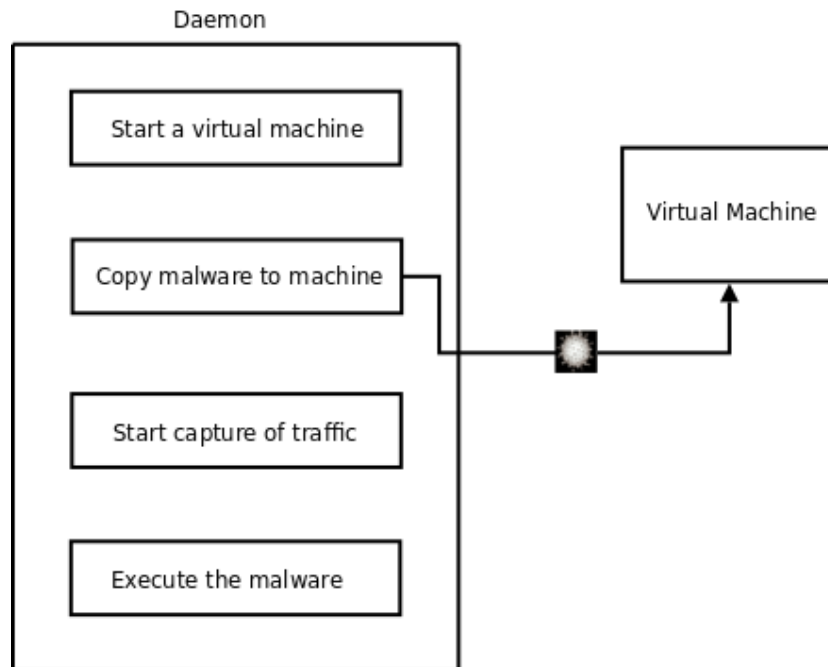 Daemon
Start a virtual machine
Virtual Machine
Copy malware to machine
Start capture of traffic
Execute the malware